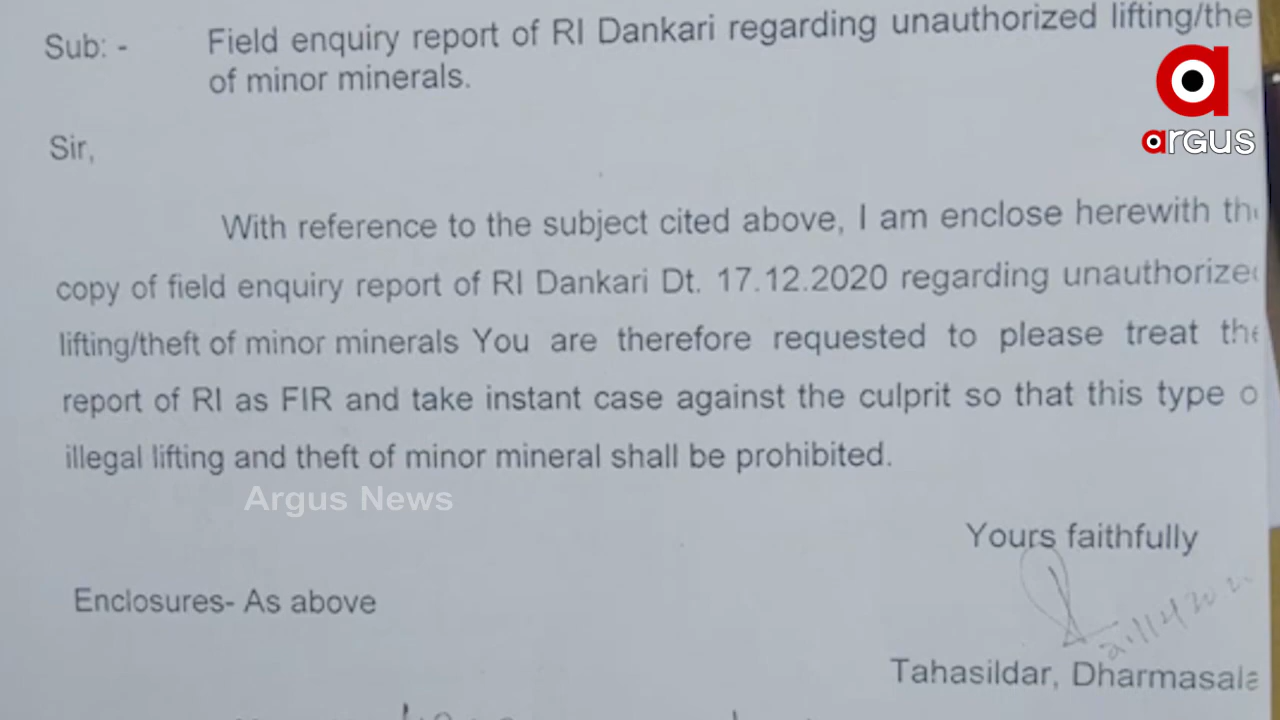 Sub: - Field enquiry report of RI Dankari regarding unauthorized lifting/the
of minor minerals.
argus
Sir,
With reference to the subject cited above, I am enclose herewith the
copy of field enquiry report of RI Dankari Dt. 17.12.2020 regarding unauthorized
lifting/theft of minor minerals You are therefore requested to please treat the
report of RI as FIR and take instant case against the culprit so that this type o
illegal lifting and theft of minor mineral shall be prohibited.
Argus News
Yours faithfully
Enclosures- As above
Tahasildar, Dharmasala